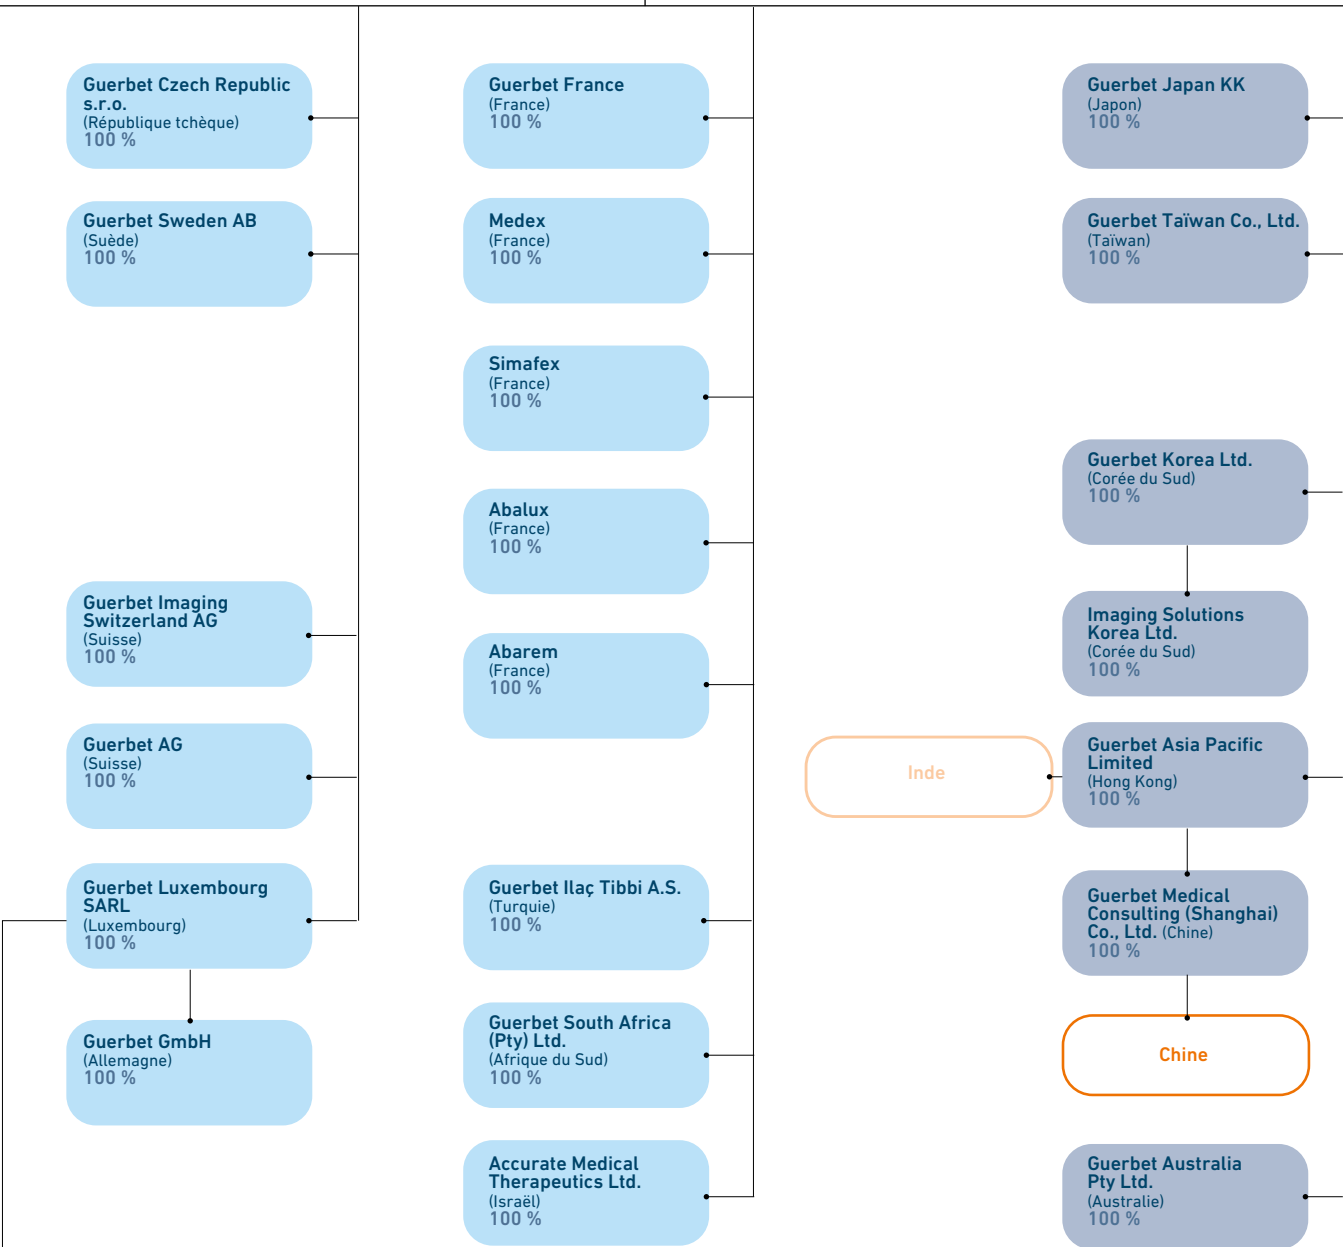 Guerbet Czech Republic
s.r.o.
(République tchèque)
100 %
Guerbet Sweden AB
(Suède)
100 %
Guerbet Imaging
Switzerland AG
(Suisse)
100 %
Guerbet AG
(Suisse)
100 %
Guerbet Luxembourg
SARL
(Luxembourg)
100 %
Guerbet GmbH
(Allemagne)
100 %
Guerbet France
(France)
100 %
Medex
(France)
100 %
Simafex
(France)
100 %
Abalux
(France)
100 %
Abarem
(France)
100 %
Guerbet Ilaç Tibbi A.S.
(Turquie)
100 %
Guerbet South Africa
(Pty) Ltd.
(Afrique du Sud)
100 %
Accurate Medical
Therapeutics Ltd.
(Israël)
100 %
Guerbet Japan KK
(Japon)
100 %
Guerbet Taïwan Co., Ltd.
(Taïwan)
100 %
Guerbet Korea Ltd.
(Corée du Sud)
100 %
Imaging Solutions
Korea Ltd.
(Corée du Sud)
100 %
Inde
Guerbet Asia Pacific
Limited
(Hong Kong)
100 %
Guerbet Medical
Consulting (Shanghai)
Co., Ltd. (Chine)
100 %
Chine
Guerbet Australia
Pty Ltd.
(Australie)
100 %